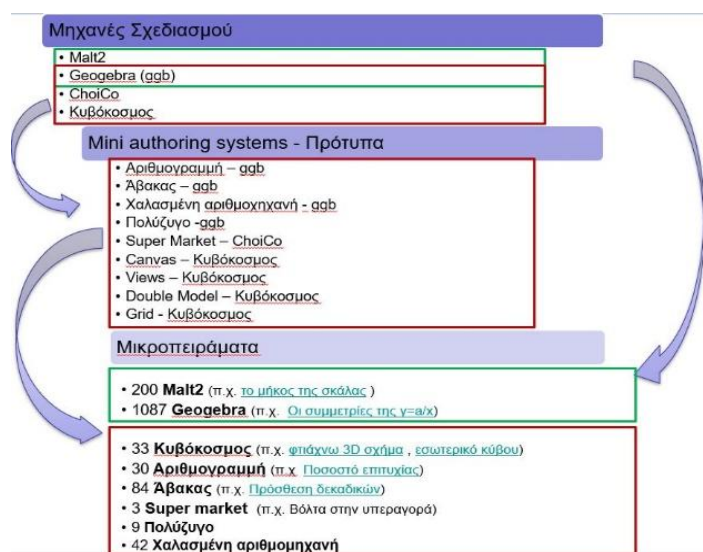 Μηχανές Σχεδιασμού
• Malt2
• Geogebra (ggb)
• ChoiCo
• Κυβόκοσμος
Mini authoring systems - Πρότυπα
• Αριθμογραμμή – ggb
• Άβακας – ggb
• Χαλασμένη αριθμοχηχανή - ggb
• Πολύζυγο -ggb
• Super Market – ChoiCo
• Canvas – Κυβόκοσμος
• Views – Κυβόκοσμος
• Double Model – Κυβόκοσμος
• Grid - Κυβόκοσμος
Μικροπειράματα
• 200 Malt2 (π.χ. το μήκος της σκάλας )
• 1087 Geogebra (π.χ. Οι συμμετρίες της y=a/x)
• 33 Κυβόκοσμος (π.χ. φτιάχνω 3D σχήμα , εσωτερικό κύβου)
• 30 Αριθμογραμμή (π.χ Ποσοστό επιτυχίας)
• 84 Άβακας (π.χ. Πρόσθεση δεκαδικών)
• 3 Super market (π.χ. Βόλτα στην υπεραγορά)
• 9 Πολύζυγο
• 42 Χαλασμένη αριθμομηχανή